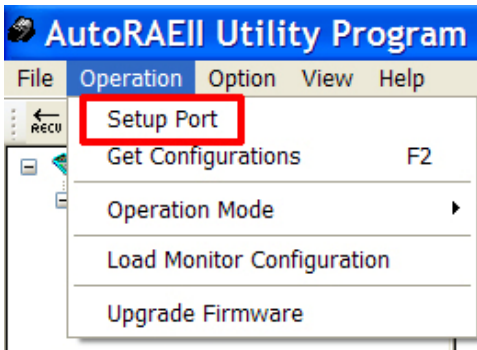 AutoRAEII Utility Program
File Operation Option View Help
RECV
Setup Port
Get Configurations F2
Operation Mode
Load Monitor Configuration
Upgrade Firmware